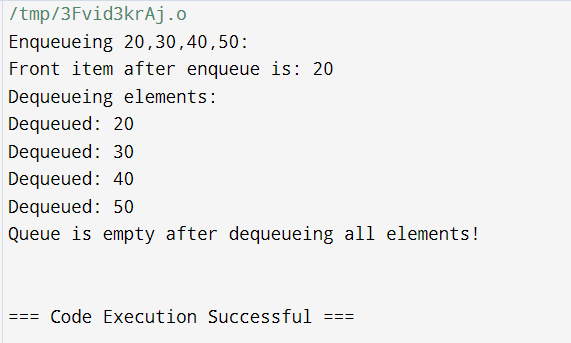 /tmp/3Fvid3krAj.o
Enqueueing 20,30,40,50:
Front item after enqueue is: 20
Dequeueing elements:
Dequeued: 20
Dequeued: 30
Dequeued: 40
Dequeued: 50
Queue is empty after dequeueing all elements!
=== Code Execution Successful ===